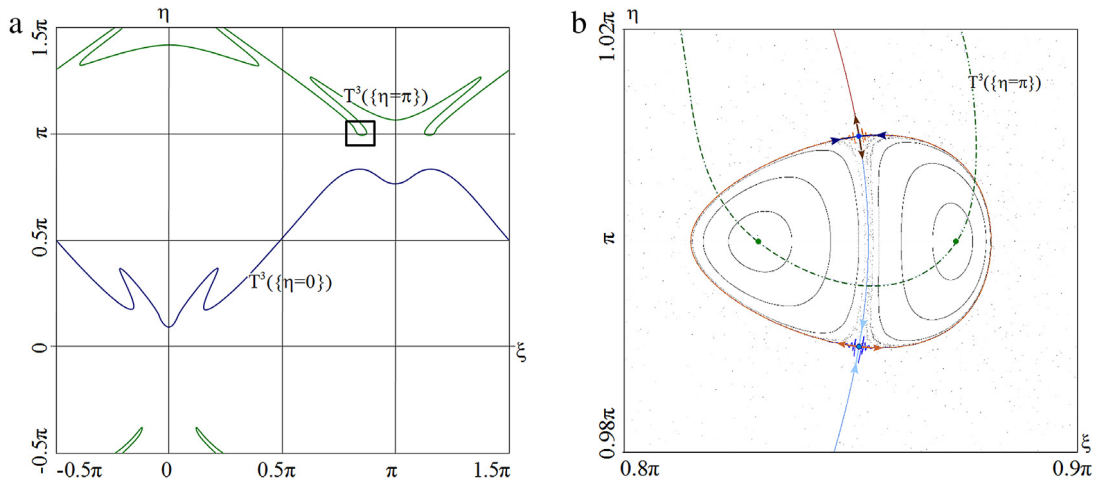 a
η
1.5π
π
0.5π
0
-0.5π
-0.5π 0 0.5π π 1.5π
ξ
T³({η=π})
T³({η=0})
b
η
1.02π
π
0.98π
0.8π 0.9π
ξ
T³({η=π})